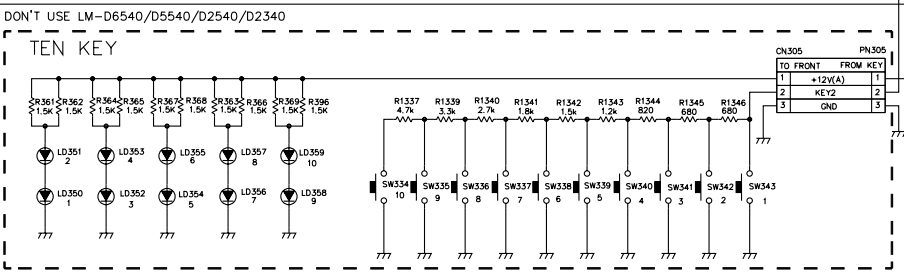 DON'T USE LM-D6540/D5540/D2540/D2340
TEN KEY
CN305 PN305
TO FRONT FROM KEY
1 +12V(A) 1
2 KEY2 2
3 GND 3
R361 R362 R364 R365 R367 R368 R363 R366 R369 R396
1.5K 1.5K 1.5K 1.5K 1.5K 1.5K 1.5K 1.5K 1.5K 1.5K
R1337 R1339 R1340 R1341 R1342 R1343 R1344 R1345 R1346
4.7k 3.3k 2.7k 1.8k 1.5k 1.2k 820 680 680
LD351 LD353 LD355 LD357 LD359
2 4 6 8 10
LD350 LD352 LD354 LD356 LD358
1 3 5 7 9
SW334 SW335 SW336 SW337 SW338 SW339 SW340 SW341 SW342 SW343
10 9 8 7 6 5 4 3 2 1